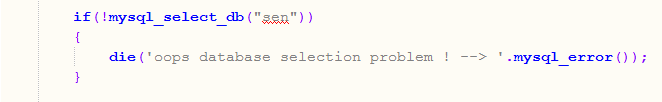 if(!mysql_select_db("sen"))
{
die('oops database selection problem ! --> '.mysql_error());
}